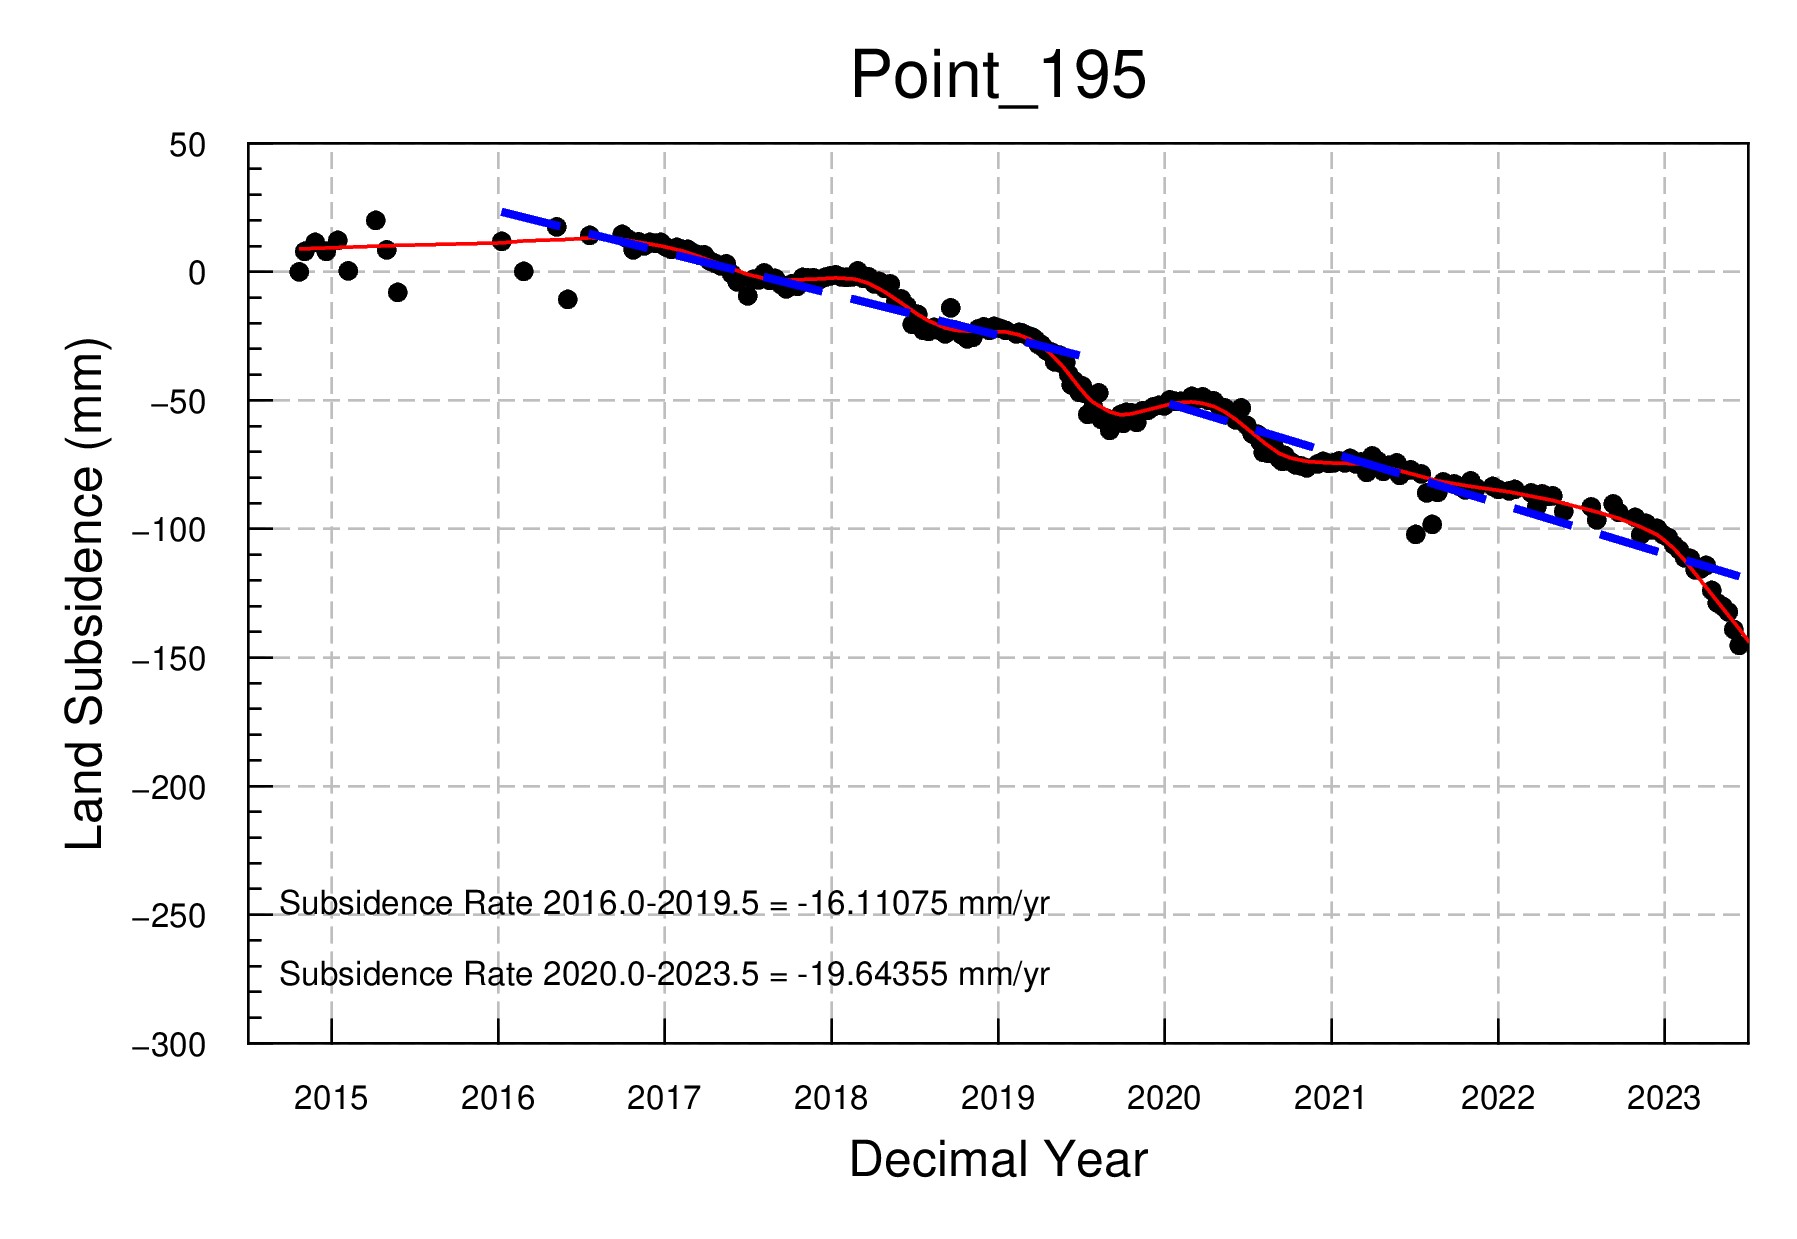 Point_195
50
0
−50
−100
−150
−200
−250
−300
Land Subsidence (mm)
Subsidence Rate 2016.0-2019.5 = -16.11075 mm/yr
Subsidence Rate 2020.0-2023.5 = -19.64355 mm/yr
2015 2016 2017 2018 2019 2020 2021 2022 2023
Decimal Year